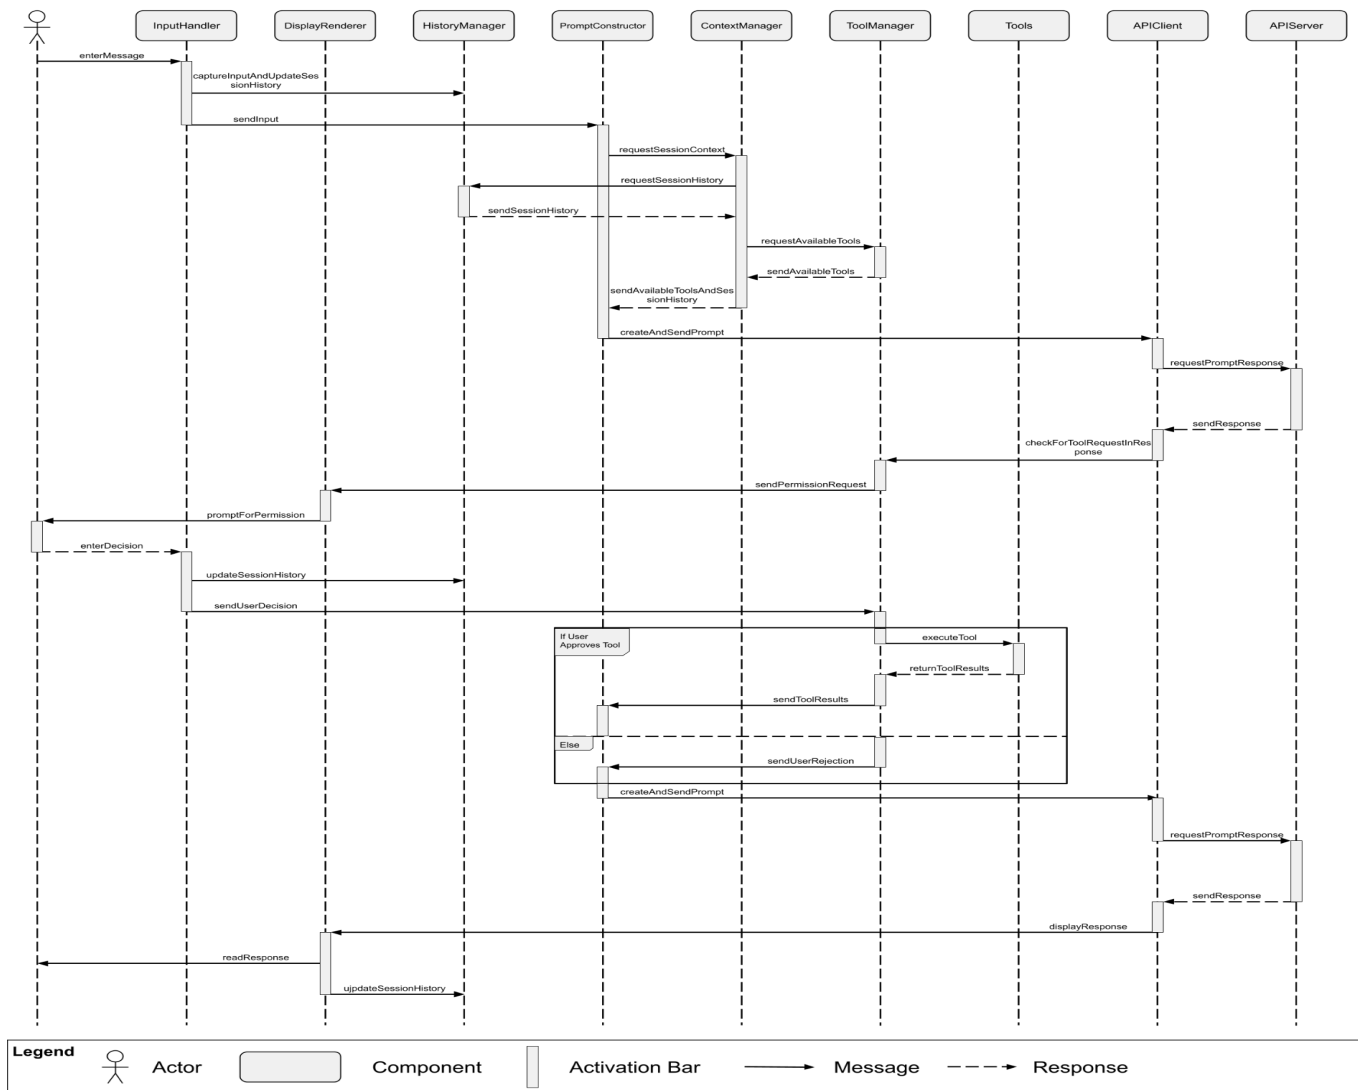 InputHandler
DisplayRenderer
HistoryManager
PromptConstructor
ContextManager
ToolManager
Tools
APIClient
APIServer
enterMessage
captureInputAndUpdateSes
sionHistory
sendInput
requestSessionContext
requestSessionHistory
sendSessionHistory
requestAvailableTools
sendAvailableTools
sendAvailableToolsAndSes
sionHistory
createAndSendPrompt
requestPromptResponse
sendResponse
checkForToolRequestInRes
ponse
sendPermissionRequest
promptForPermission
enterDecision
updateSessionHistory
sendUserDecision
If User
Approves Tool
executeTool
returnToolResults
sendToolResults
Else
sendUserRejection
createAndSendPrompt
requestPromptResponse
sendResponse
displayResponse
readResponse
ujpdateSessionHistory
Legend
Actor
Component
Activation Bar
Message
Response